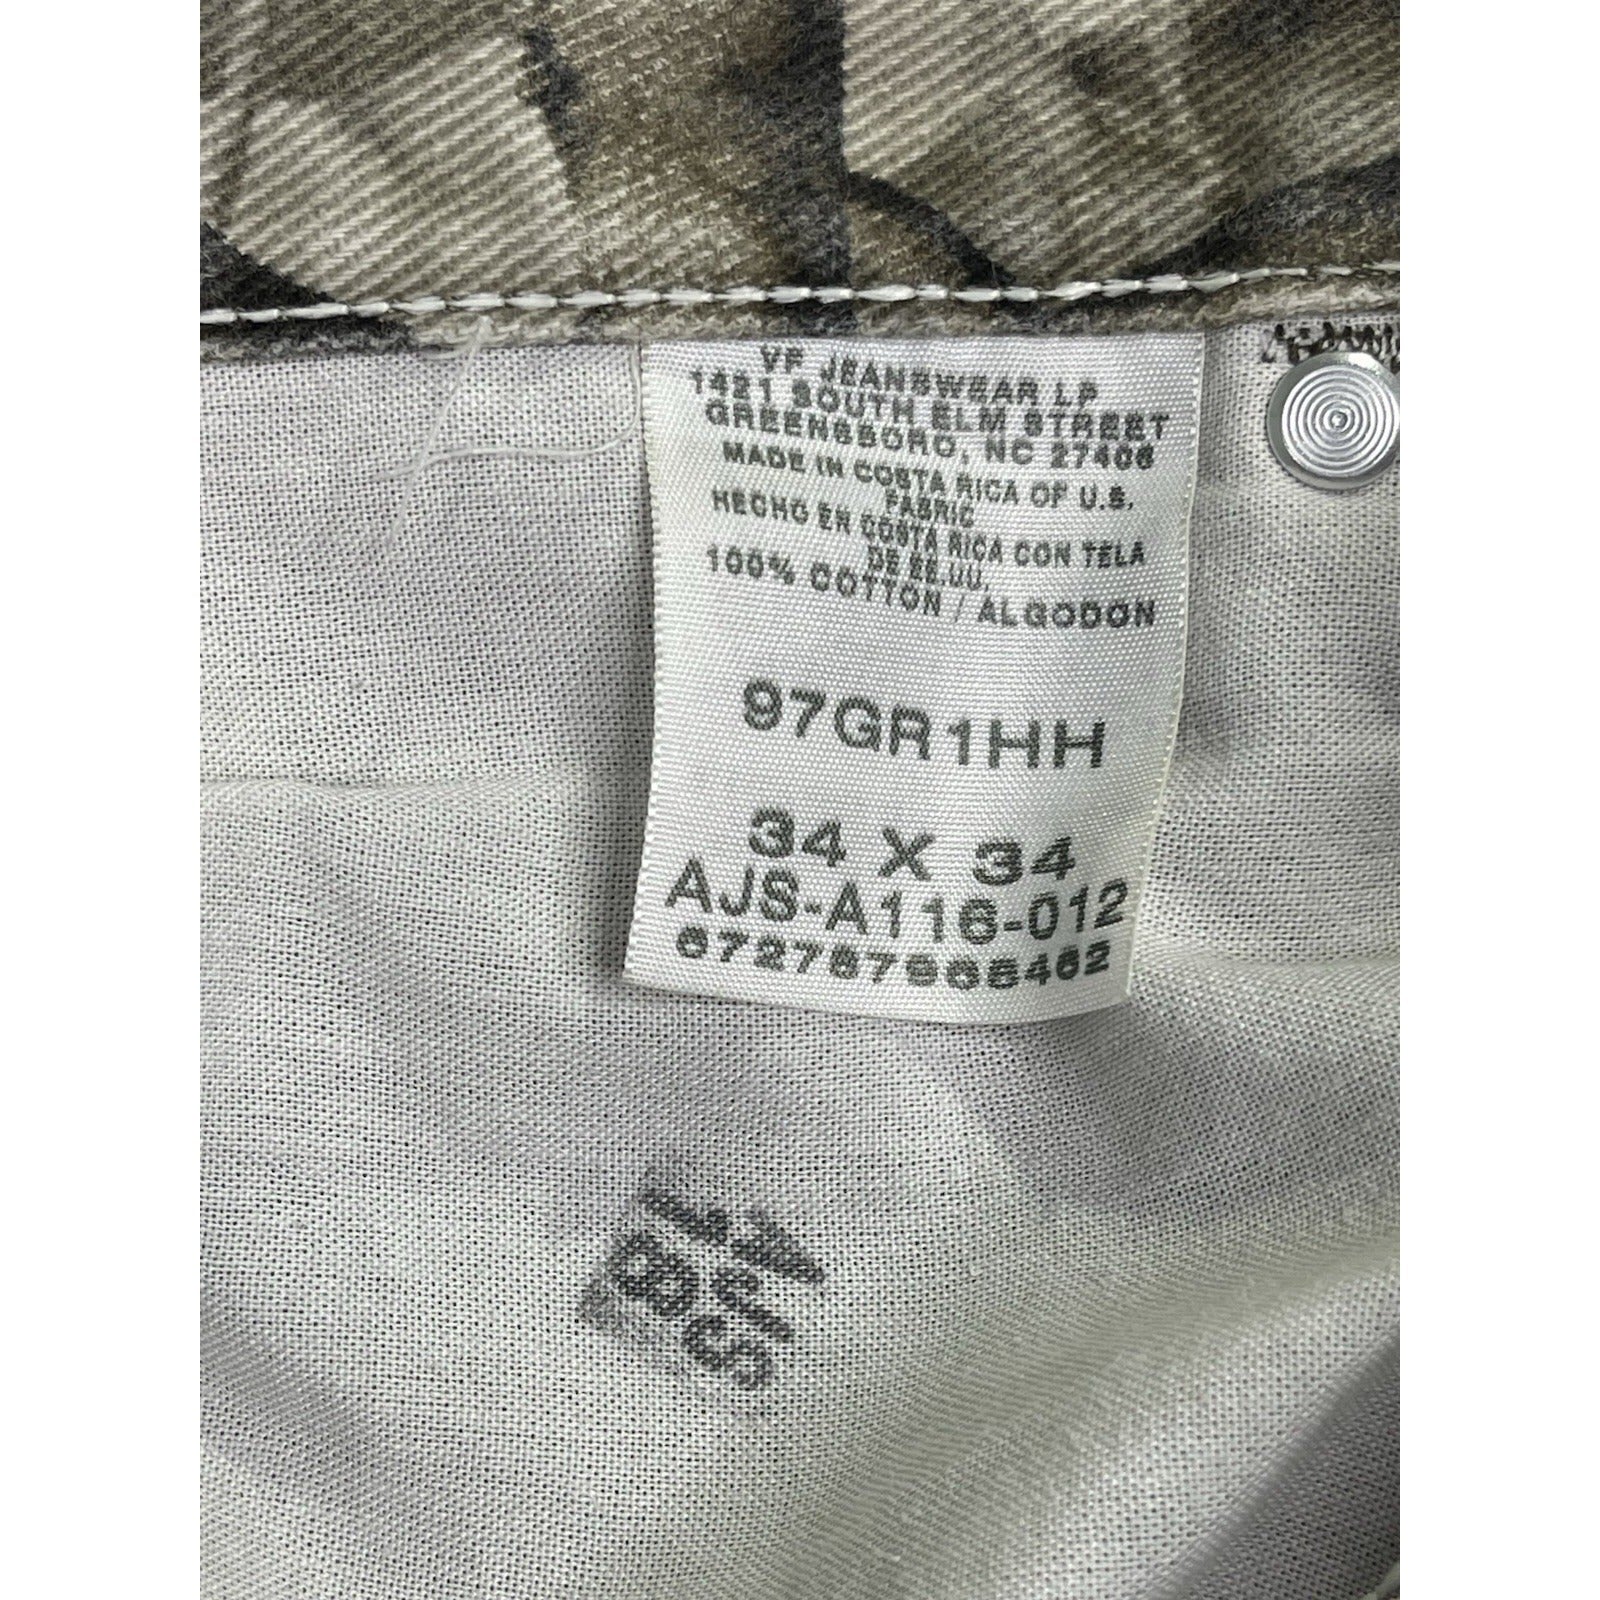 VF JEANSWEAR LP
1421 SOUTH ELM STREET
GREENSBORO, NC 27406
MADE IN COSTA RICA OF U.S.
FABRIC
HECHO EN COSTA RICA CON TELA
DE EE.UU.
100% COTTON / ALGODON
97GR1HH
34 X 34
AJS-A116-012
672787908462